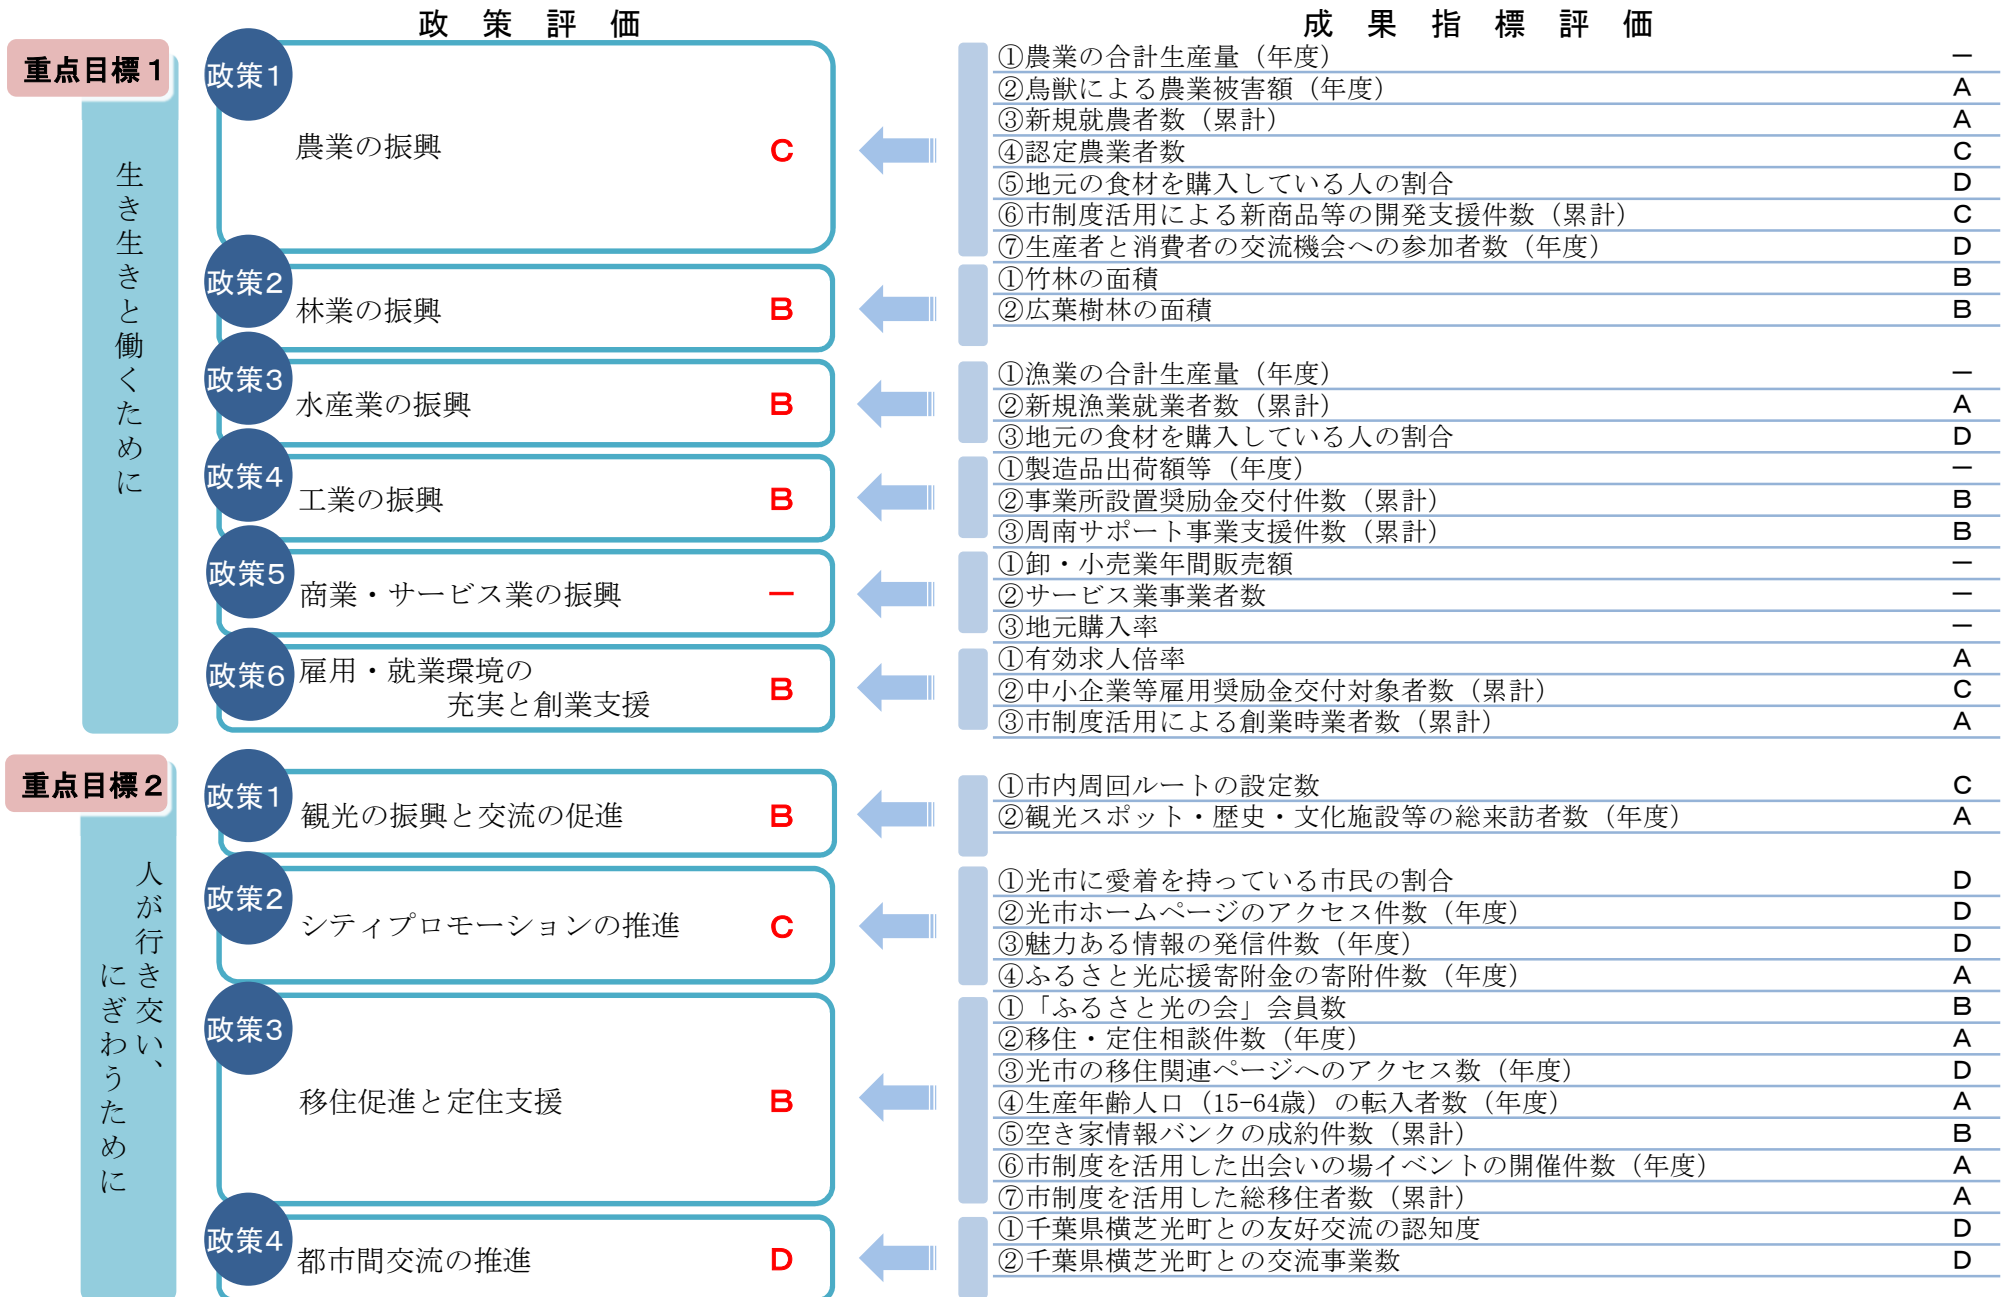 政策評価
成果指標評価
重点目標1
生き生きと働くために
政策1
農業の振興 C
①農業の合計生産量（年度） －
②鳥獣による農業被害額（年度） A
③新規就農者数（累計） A
④認定農業者数 C
⑤地元の食材を購入している人の割合 D
⑥市制度活用による新商品等の開発支援件数（累計） C
⑦生産者と消費者の交流機会への参加者数（年度） D
政策2
林業の振興 B
①竹林の面積 B
②広葉樹林の面積 B
政策3
水産業の振興 B
①漁業の合計生産量（年度） －
②新規漁業就業者数（累計） A
③地元の食材を購入している人の割合 D
政策4
工業の振興 B
①製造品出荷額等（年度） －
②事業所設置奨励金交付件数（累計） B
③周南サポート事業支援件数（累計） B
政策5
商業・サービス業の振興 －
①卸・小売業年間販売額 －
②サービス業事業者数 －
③地元購入率 －
政策6
雇用・就業環境の
充実と創業支援 B
①有効求人倍率 A
②中小企業等雇用奨励金交付対象者数（累計） C
③市制度活用による創業時業者数（累計） A
重点目標2
人が行き交い、
にぎわうために
政策1
観光の振興と交流の促進 B
①市内周回ルートの設定数 C
②観光スポット・歴史・文化施設等の総来訪者数（年度） A
政策2
シティプロモーションの推進 C
①光市に愛着を持っている市民の割合 D
②光市ホームページのアクセス件数（年度） D
③魅力ある情報の発信件数（年度） D
④ふるさと光応援寄附金の寄附件数（年度） A
政策3
移住促進と定住支援 B
①「ふるさと光の会」会員数 B
②移住・定住相談件数（年度） A
③光市の移住関連ページへのアクセス数（年度） D
④生産年齢人口（15-64歳）の転入者数（年度） A
⑤空き家情報バンクの成約件数（累計） B
⑥市制度を活用した出会いの場イベントの開催件数（年度） A
⑦市制度を活用した総移住者数（累計） A
政策4
都市間交流の推進 D
①千葉県横芝光町との友好交流の認知度 D
②千葉県横芝光町との交流事業数 D